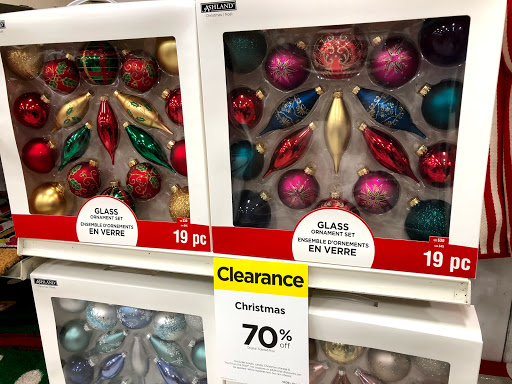 ASHLAND
ASHLAND
GLASS
ORNAMENT SET
ENSEMBLE D'ORNEMENTS
EN VERRE
19 pc
GLASS
ORNAMENT SET
ENSEMBLE D'ORNEMENTS
EN VERRE
19 pc
Clearance
Christmas
70% off